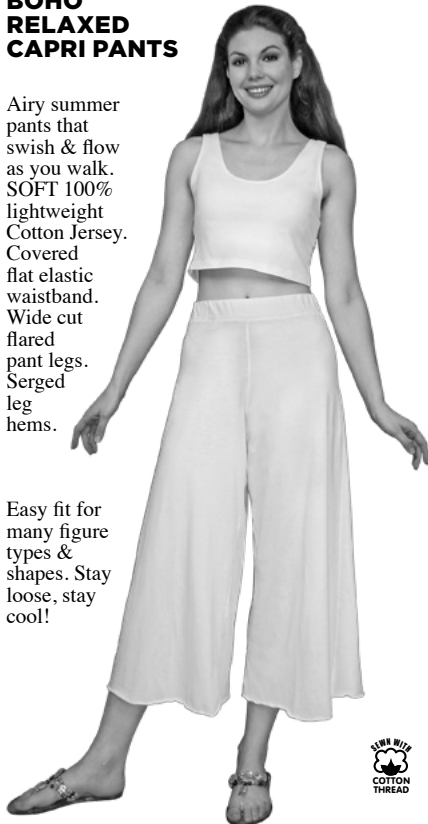 BOHO
RELAXED
CAPRI PANTS
Airy summer
pants that
swish & flow
as you walk.
SOFT 100%
lightweight
Cotton Jersey.
Covered
flat elastic
waistband.
Wide cut
flared
pant legs.
Serged
leg
hems.
Easy fit for
many figure
types &
shapes. Stay
loose, stay
cool!
SEWN WITH
COTTON
THREAD